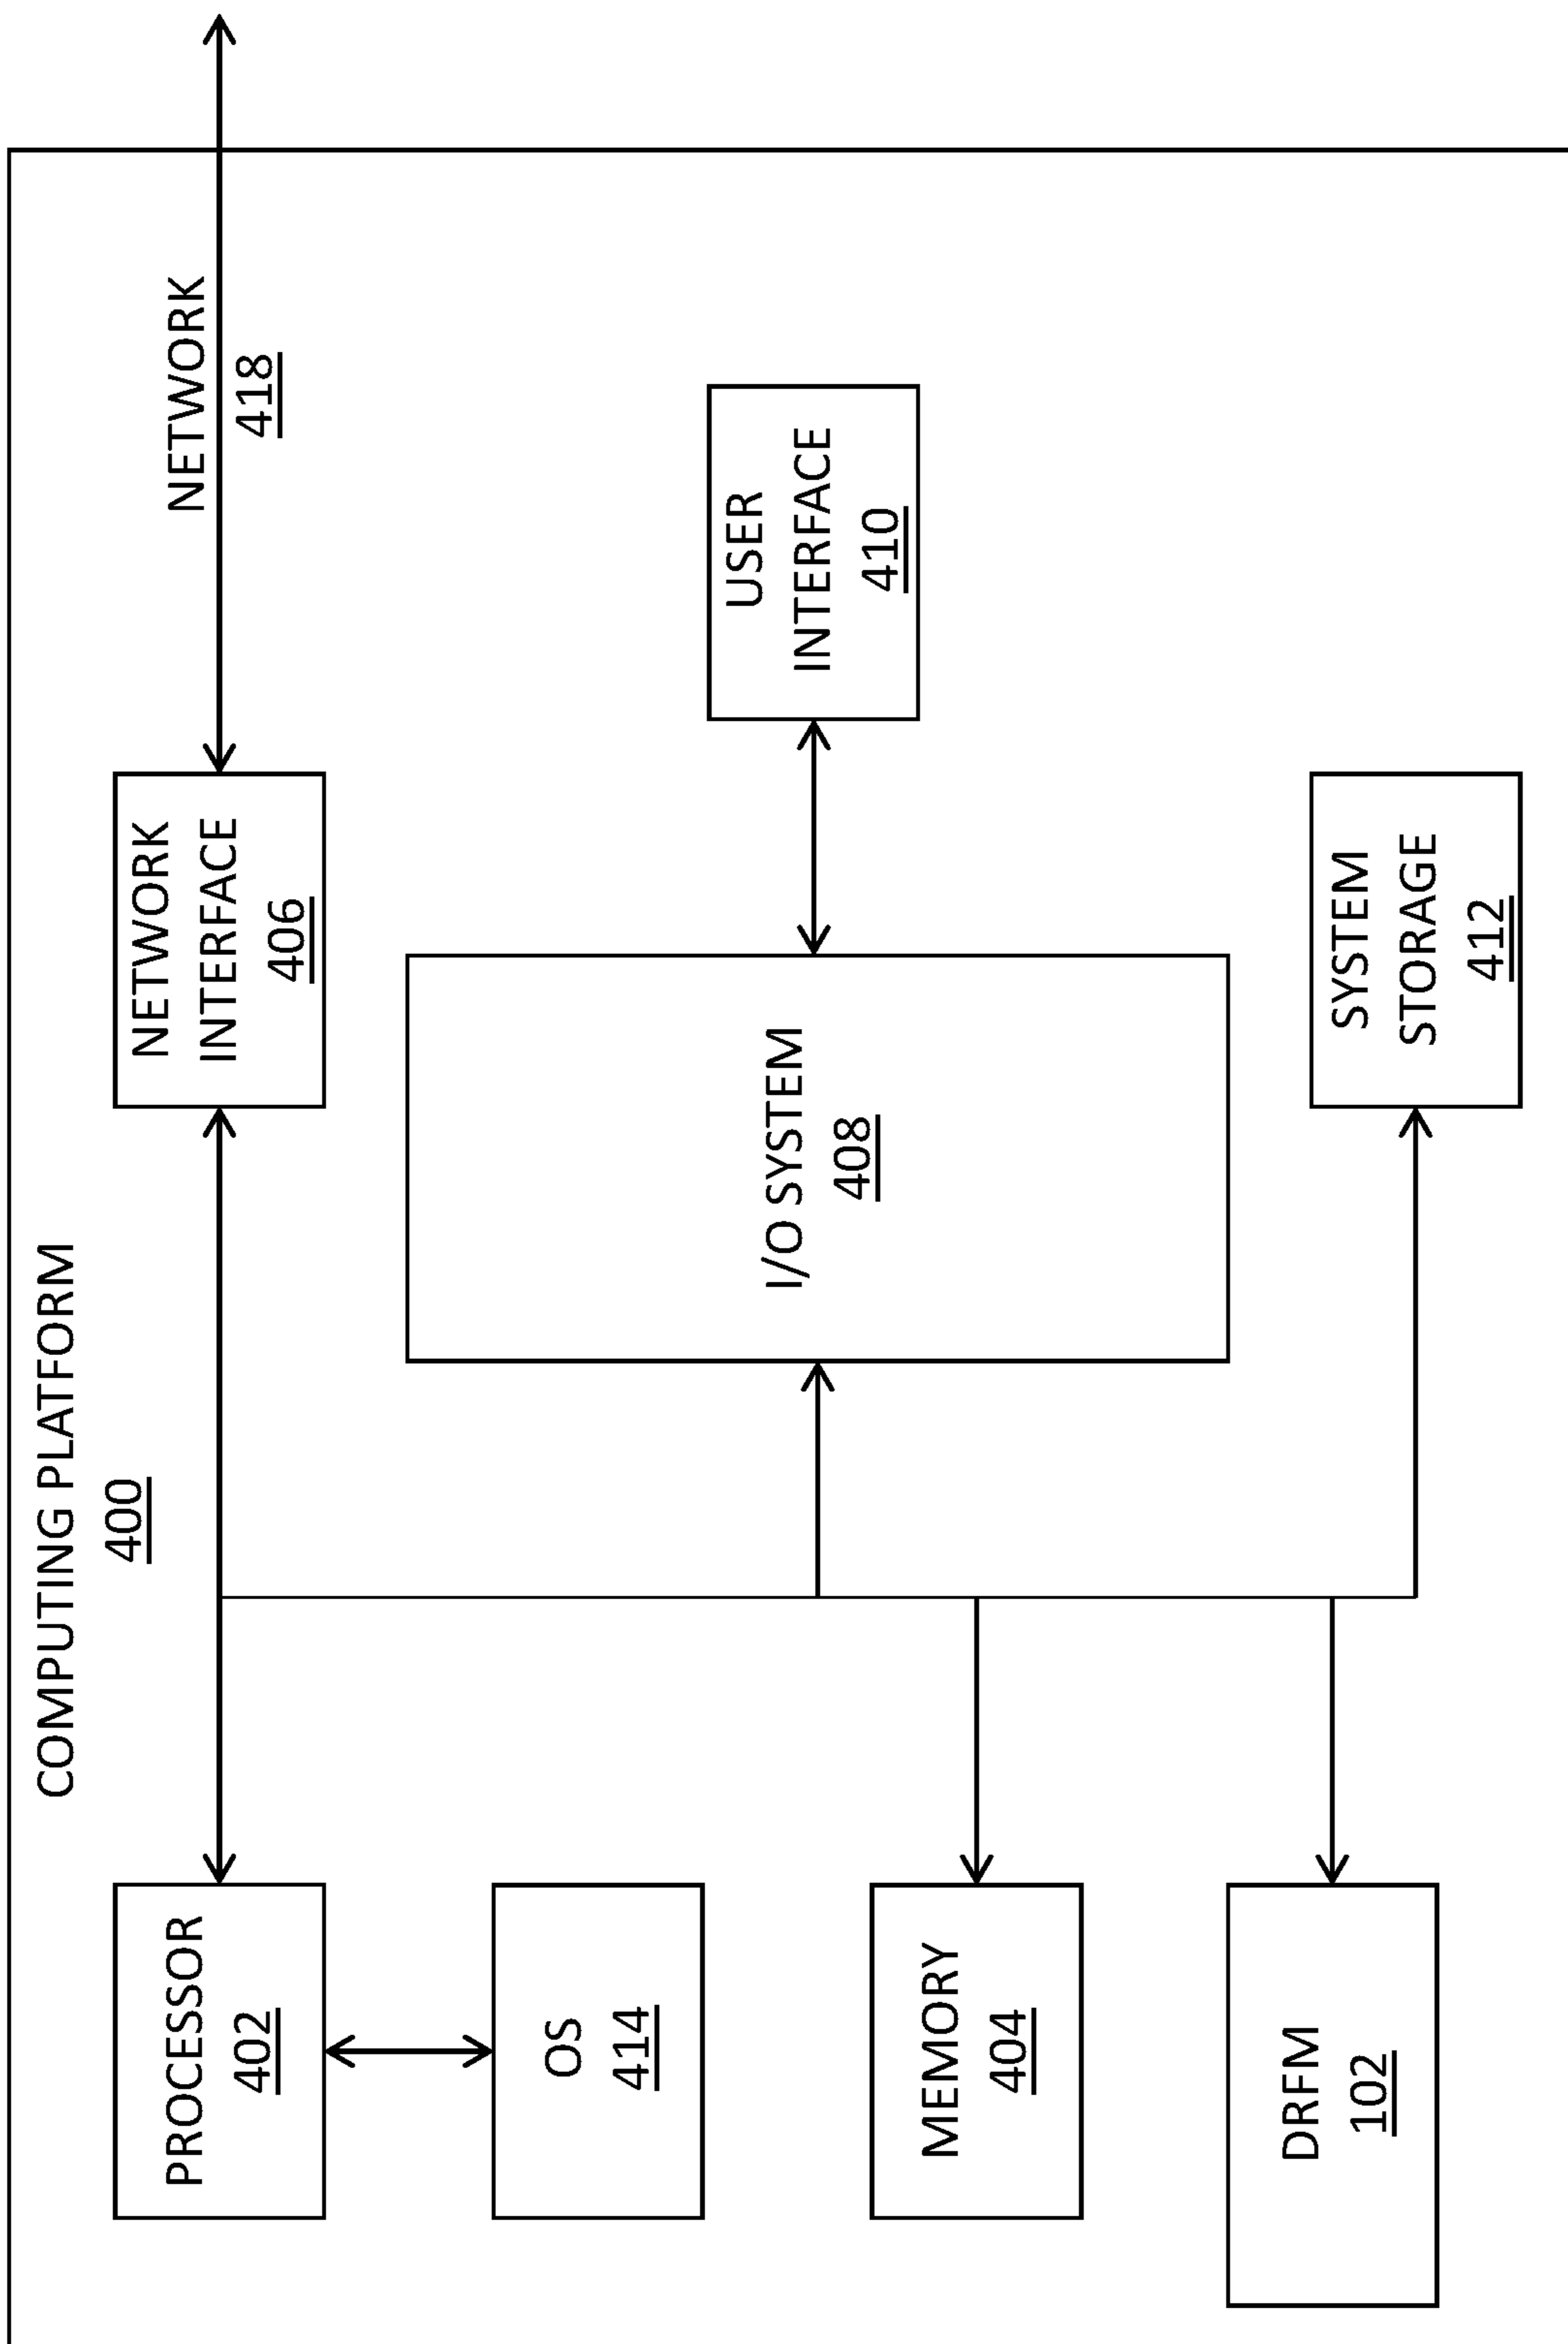 COMPUTING PLATFORM
400
PROCESSOR
402
NETWORK
INTERFACE
406
NETWORK
418
OS
414
I/O SYSTEM
408
USER
INTERFACE
410
MEMORY
404
DRFM
102
SYSTEM
STORAGE
412